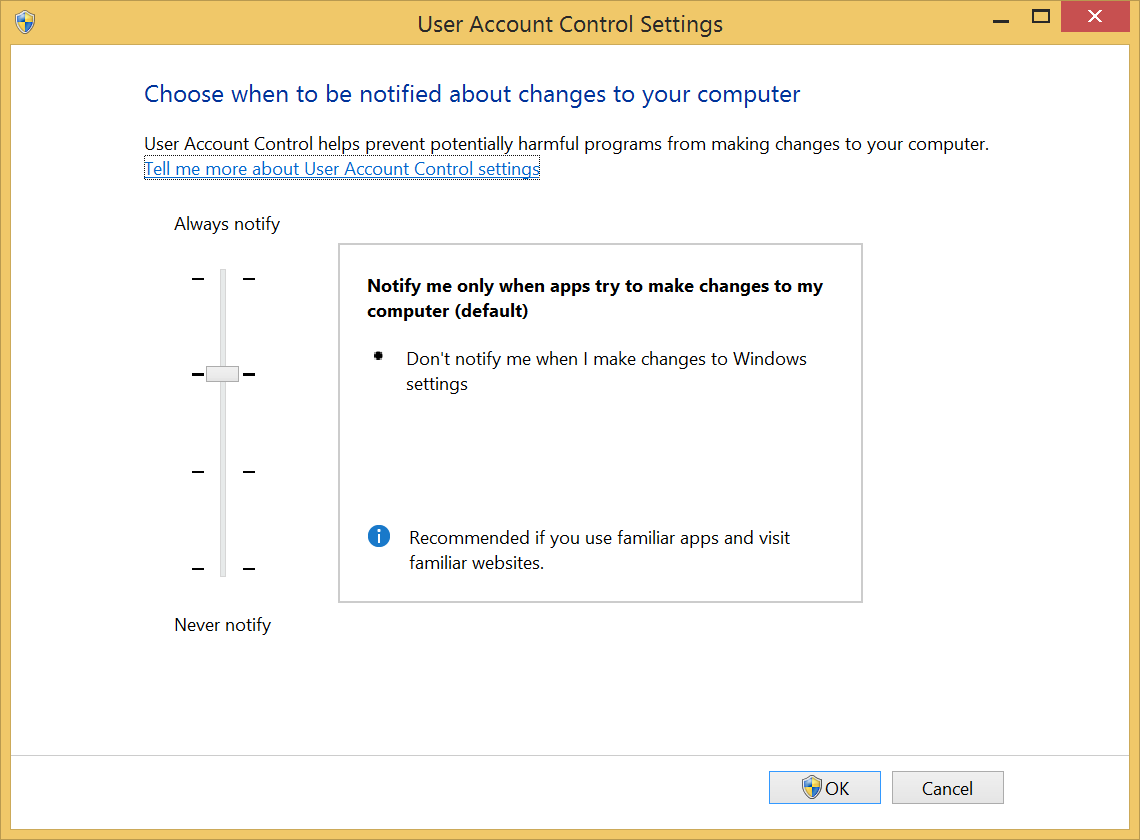 User Account Control Settings
Choose when to be notified about changes to your computer
User Account Control helps prevent potentially harmful programs from making changes to your computer.
Tell me more about User Account Control settings
Always notify
Notify me only when apps try to make changes to my
computer (default)
Don't notify me when I make changes to Windows
settings
Recommended if you use familiar apps and visit
familiar websites.
Never notify
OK
Cancel